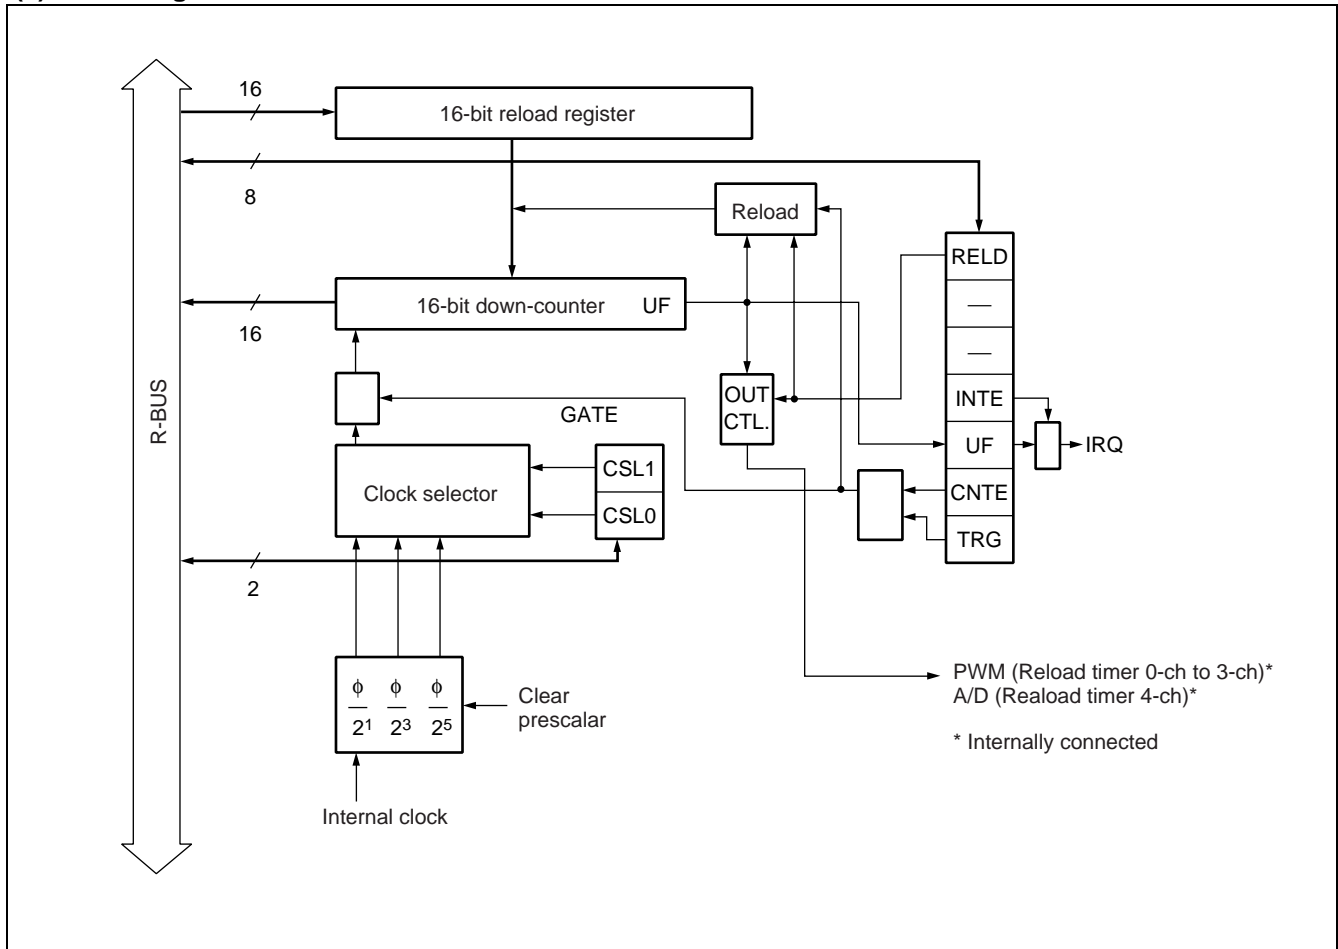 16
16-bit reload register
8
Reload
RELD
—
—
INTE
UF
CNTE
TRG
16-bit down-counter UF
16
R-BUS
OUT
CTL.
GATE
IRQ
CSL1
CSL0
Clock selector
2
ϕ ϕ ϕ
2¹ 2³ 2⁵
Clear
prescalar
Internal clock
PWM (Reload timer 0-ch to 3-ch)*
A/D (Reaload timer 4-ch)*
* Internally connected